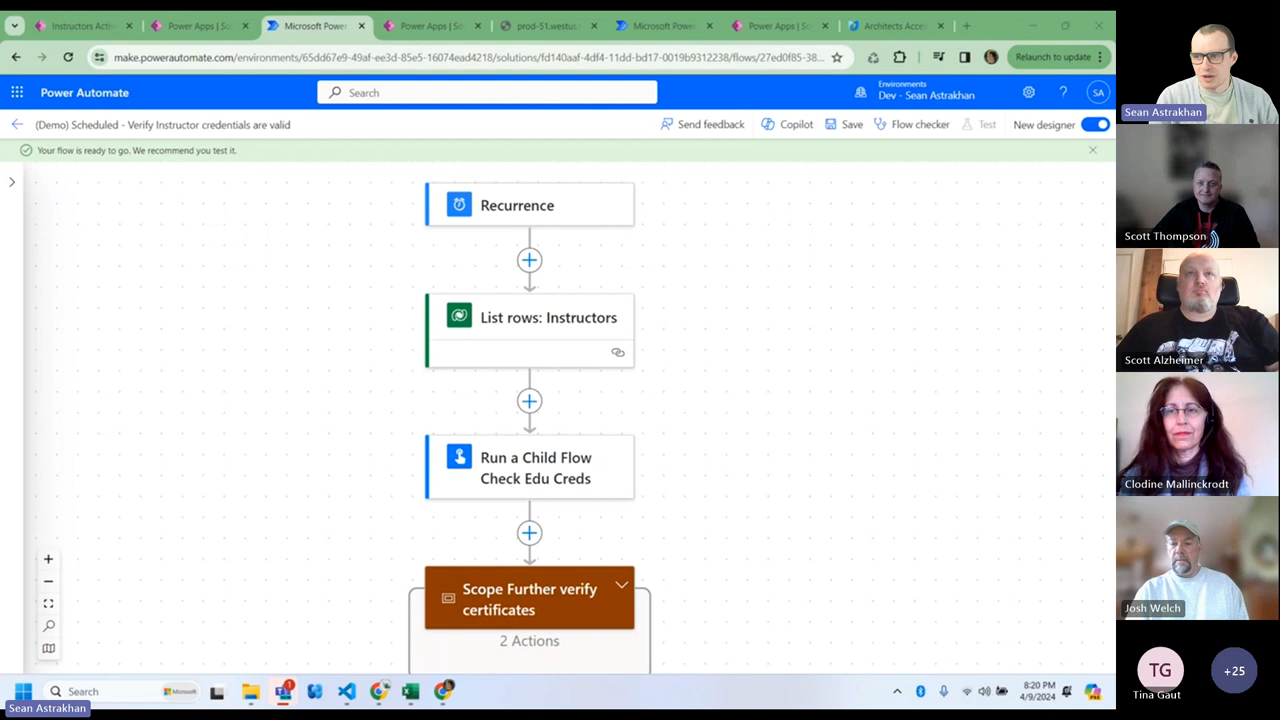 Instructors Activ
Power Apps | So
Microsoft Power
Power Apps | So
prod-51.westus
Microsoft Power
Power Apps | So
Architects Acce
make.powerautomate.com/environments/65dd67e9-49af-ee3d-85e5-16074ead4218/solutions/fd140aaf-4df4-11dd-bd17-0019b9312238/flows/27ed0f85-38...
Relaunch to update
Power Automate
Search
Environments
Dev - Sean Astrakhan
SA
(Demo) Scheduled - Verify Instructor credentials are valid
Send feedback
Copilot
Save
Flow checker
Test
New designer
Your flow is ready to go. We recommend you test it.
Recurrence
List rows: Instructors
Run a Child Flow
Check Edu Creds
Scope Further verify
certificates
2 Actions
Search
Microsoft
8:20 PM
4/9/2024
Sean Astrakhan
Sean Astrakhan
Scott Thompson
Scott Alzheimer
Clodine Mallinckrodt
Josh Welch
TG
Tina Gaut
+25